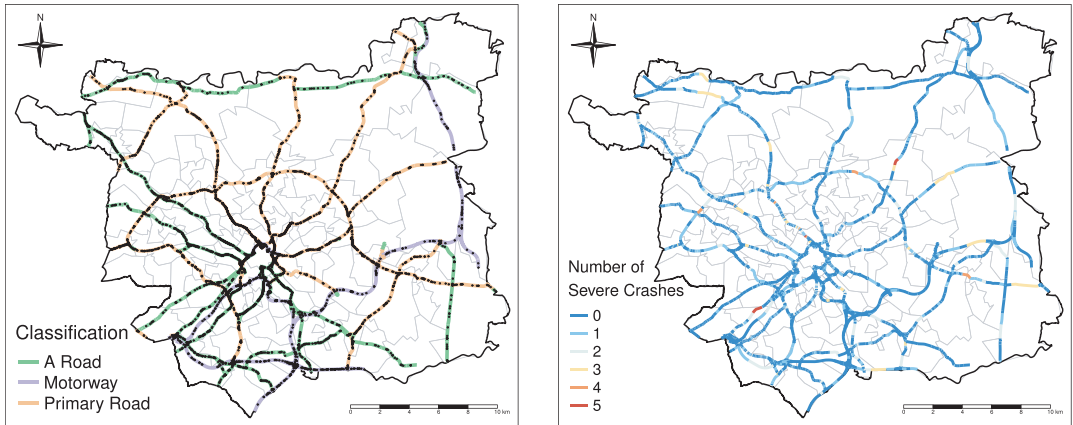 N
Classification
A Road
Motorway
Primary Road
0 2 4 6 8 10 km
N
Number of
Severe Crashes
0
1
2
3
4
5
0 2 4 6 8 10 km